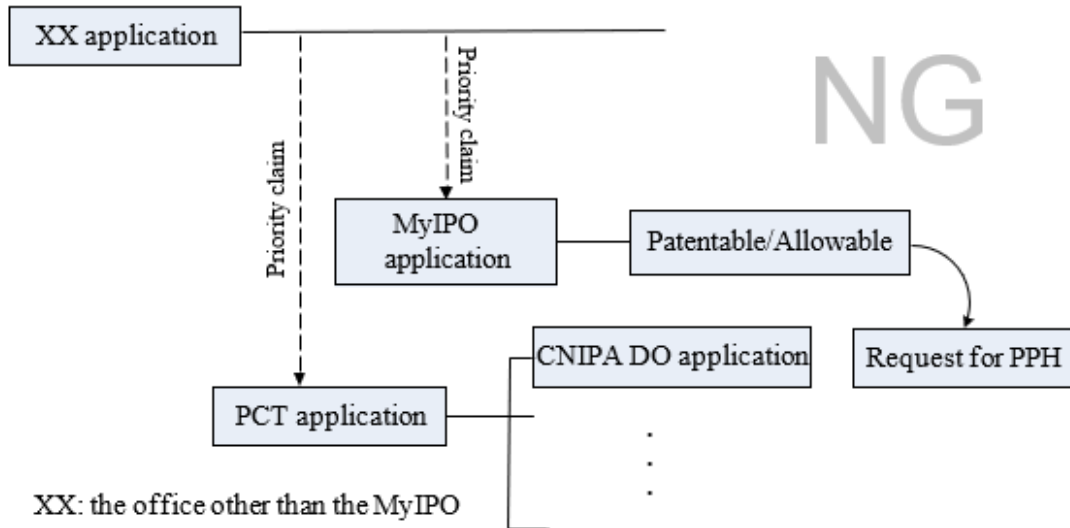 XX application
Priority claim
Priority claim
NG
MyIPO
application
Patentable/Allowable
CNIPA DO application
Request for PPH
PCT application
XX: the office other than the MyIPO